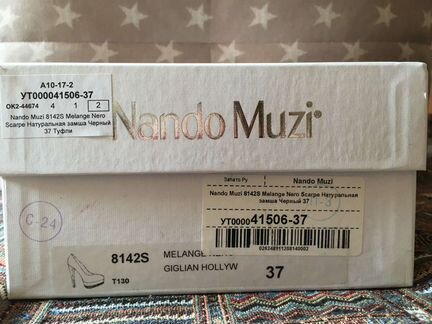 A10-17-2
УТ000041506-37
OK2-44674 4 1 2
Nando Muzi 8142S Melange Nero
Scarpe Натуральная замша Черный
37 Туфли
Nando Muzi®
Nando Muzi
Nando Muzi 8142S Melange Nero Scarpe Натуральная
замша Черный 37
УТ000041506-37
C-24
8142S
T130
MELANGE
GIGLIAN HOLLYW
37